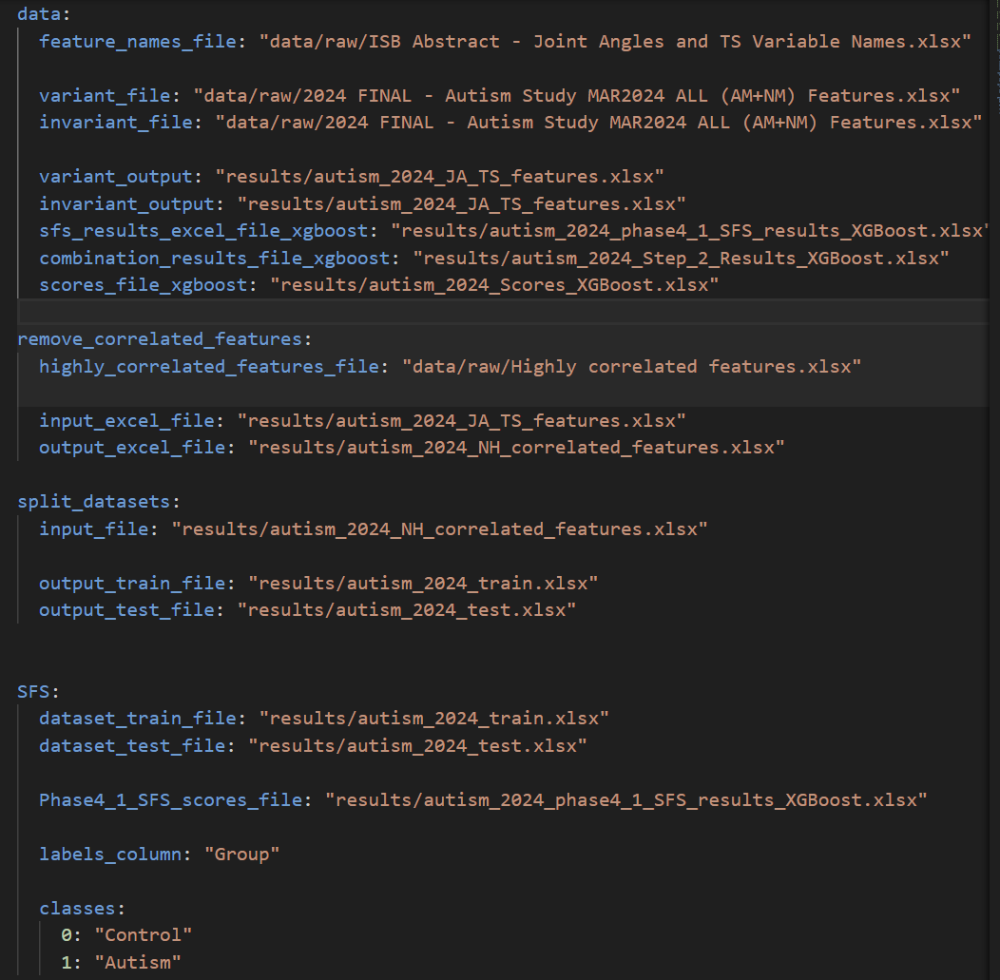 data:
  feature_names_file: "data/raw/ISB Abstract - Joint Angles and TS Variable Names.xlsx"
  variant_file: "data/raw/2024 FINAL - Autism Study MAR2024 ALL (AM+NM) Features.xlsx"
  invariant_file: "data/raw/2024 FINAL - Autism Study MAR2024 ALL (AM+NM) Features.xlsx"
  variant_output: "results/autism_2024_JA_TS_features.xlsx"
  invariant_output: "results/autism_2024_JA_TS_features.xlsx"
  sfs_results_excel_file_xgboost: "results/autism_2024_phase4_1_SFS_results_XGBoost.xlsx"
  combination_results_file_xgboost: "results/autism_2024_Step_2_Results_XGBoost.xlsx"
  scores_file_xgboost: "results/autism_2024_Scores_XGBoost.xlsx"
remove_correlated_features:
  highly_correlated_features_file: "data/raw/Highly correlated features.xlsx"
  input_excel_file: "results/autism_2024_JA_TS_features.xlsx"
  output_excel_file: "results/autism_2024_NH_correlated_features.xlsx"
split_datasets:
  input_file: "results/autism_2024_NH_correlated_features.xlsx"
  output_train_file: "results/autism_2024_train.xlsx"
  output_test_file: "results/autism_2024_test.xlsx"
SFS:
  dataset_train_file: "results/autism_2024_train.xlsx"
  dataset_test_file: "results/autism_2024_test.xlsx"
  Phase4_1_SFS_scores_file: "results/autism_2024_phase4_1_SFS_results_XGBoost.xlsx"
  labels_column: "Group"
  classes:
    0: "Control"
    1: "Autism"